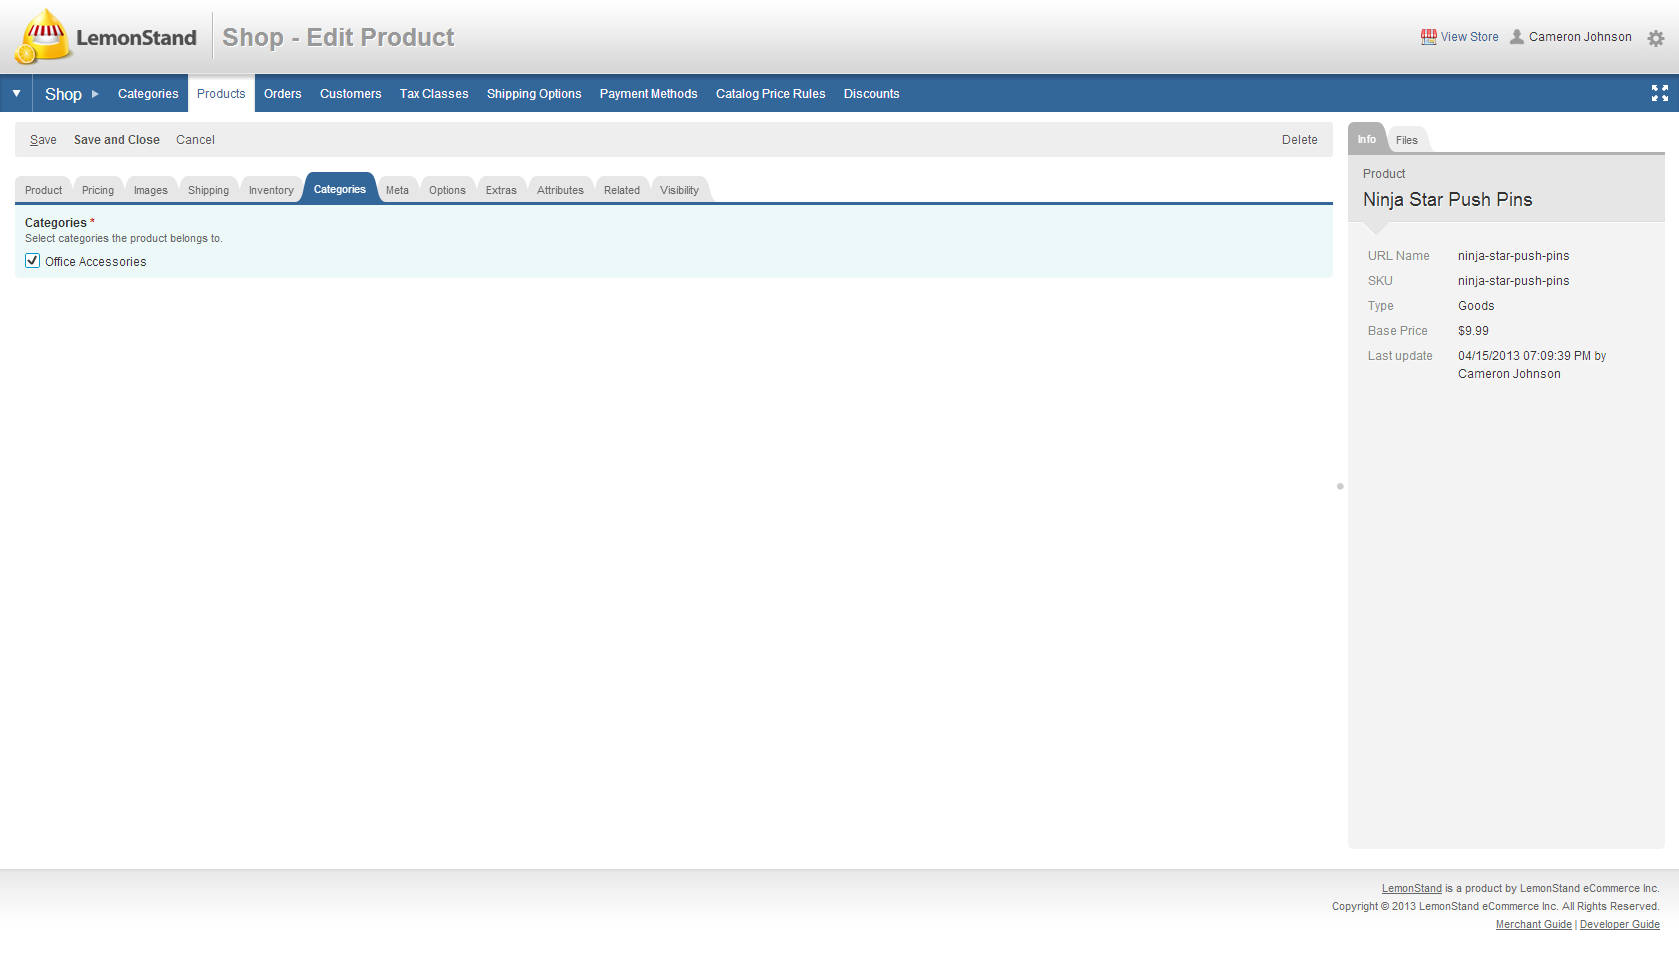 LemonStand
Shop - Edit Product
View Store
Cameron Johnson
Shop
Categories
Products
Orders
Customers
Tax Classes
Shipping Options
Payment Methods
Catalog Price Rules
Discounts
Save
Save and Close
Cancel
Delete
Product
Pricing
Images
Shipping
Inventory
Categories
Meta
Options
Extras
Attributes
Related
Visibility
Categories *
Select categories the product belongs to.
Office Accessories
Info
Files
Product
Ninja Star Push Pins
URL Name ninja-star-push-pins
SKU ninja-star-push-pins
Type Goods
Base Price $9.99
Last update 04/15/2013 07:09:39 PM by
Cameron Johnson
LemonStand is a product by LemonStand eCommerce Inc.
Copyright © 2013 LemonStand eCommerce Inc. All Rights Reserved.
Merchant Guide | Developer Guide